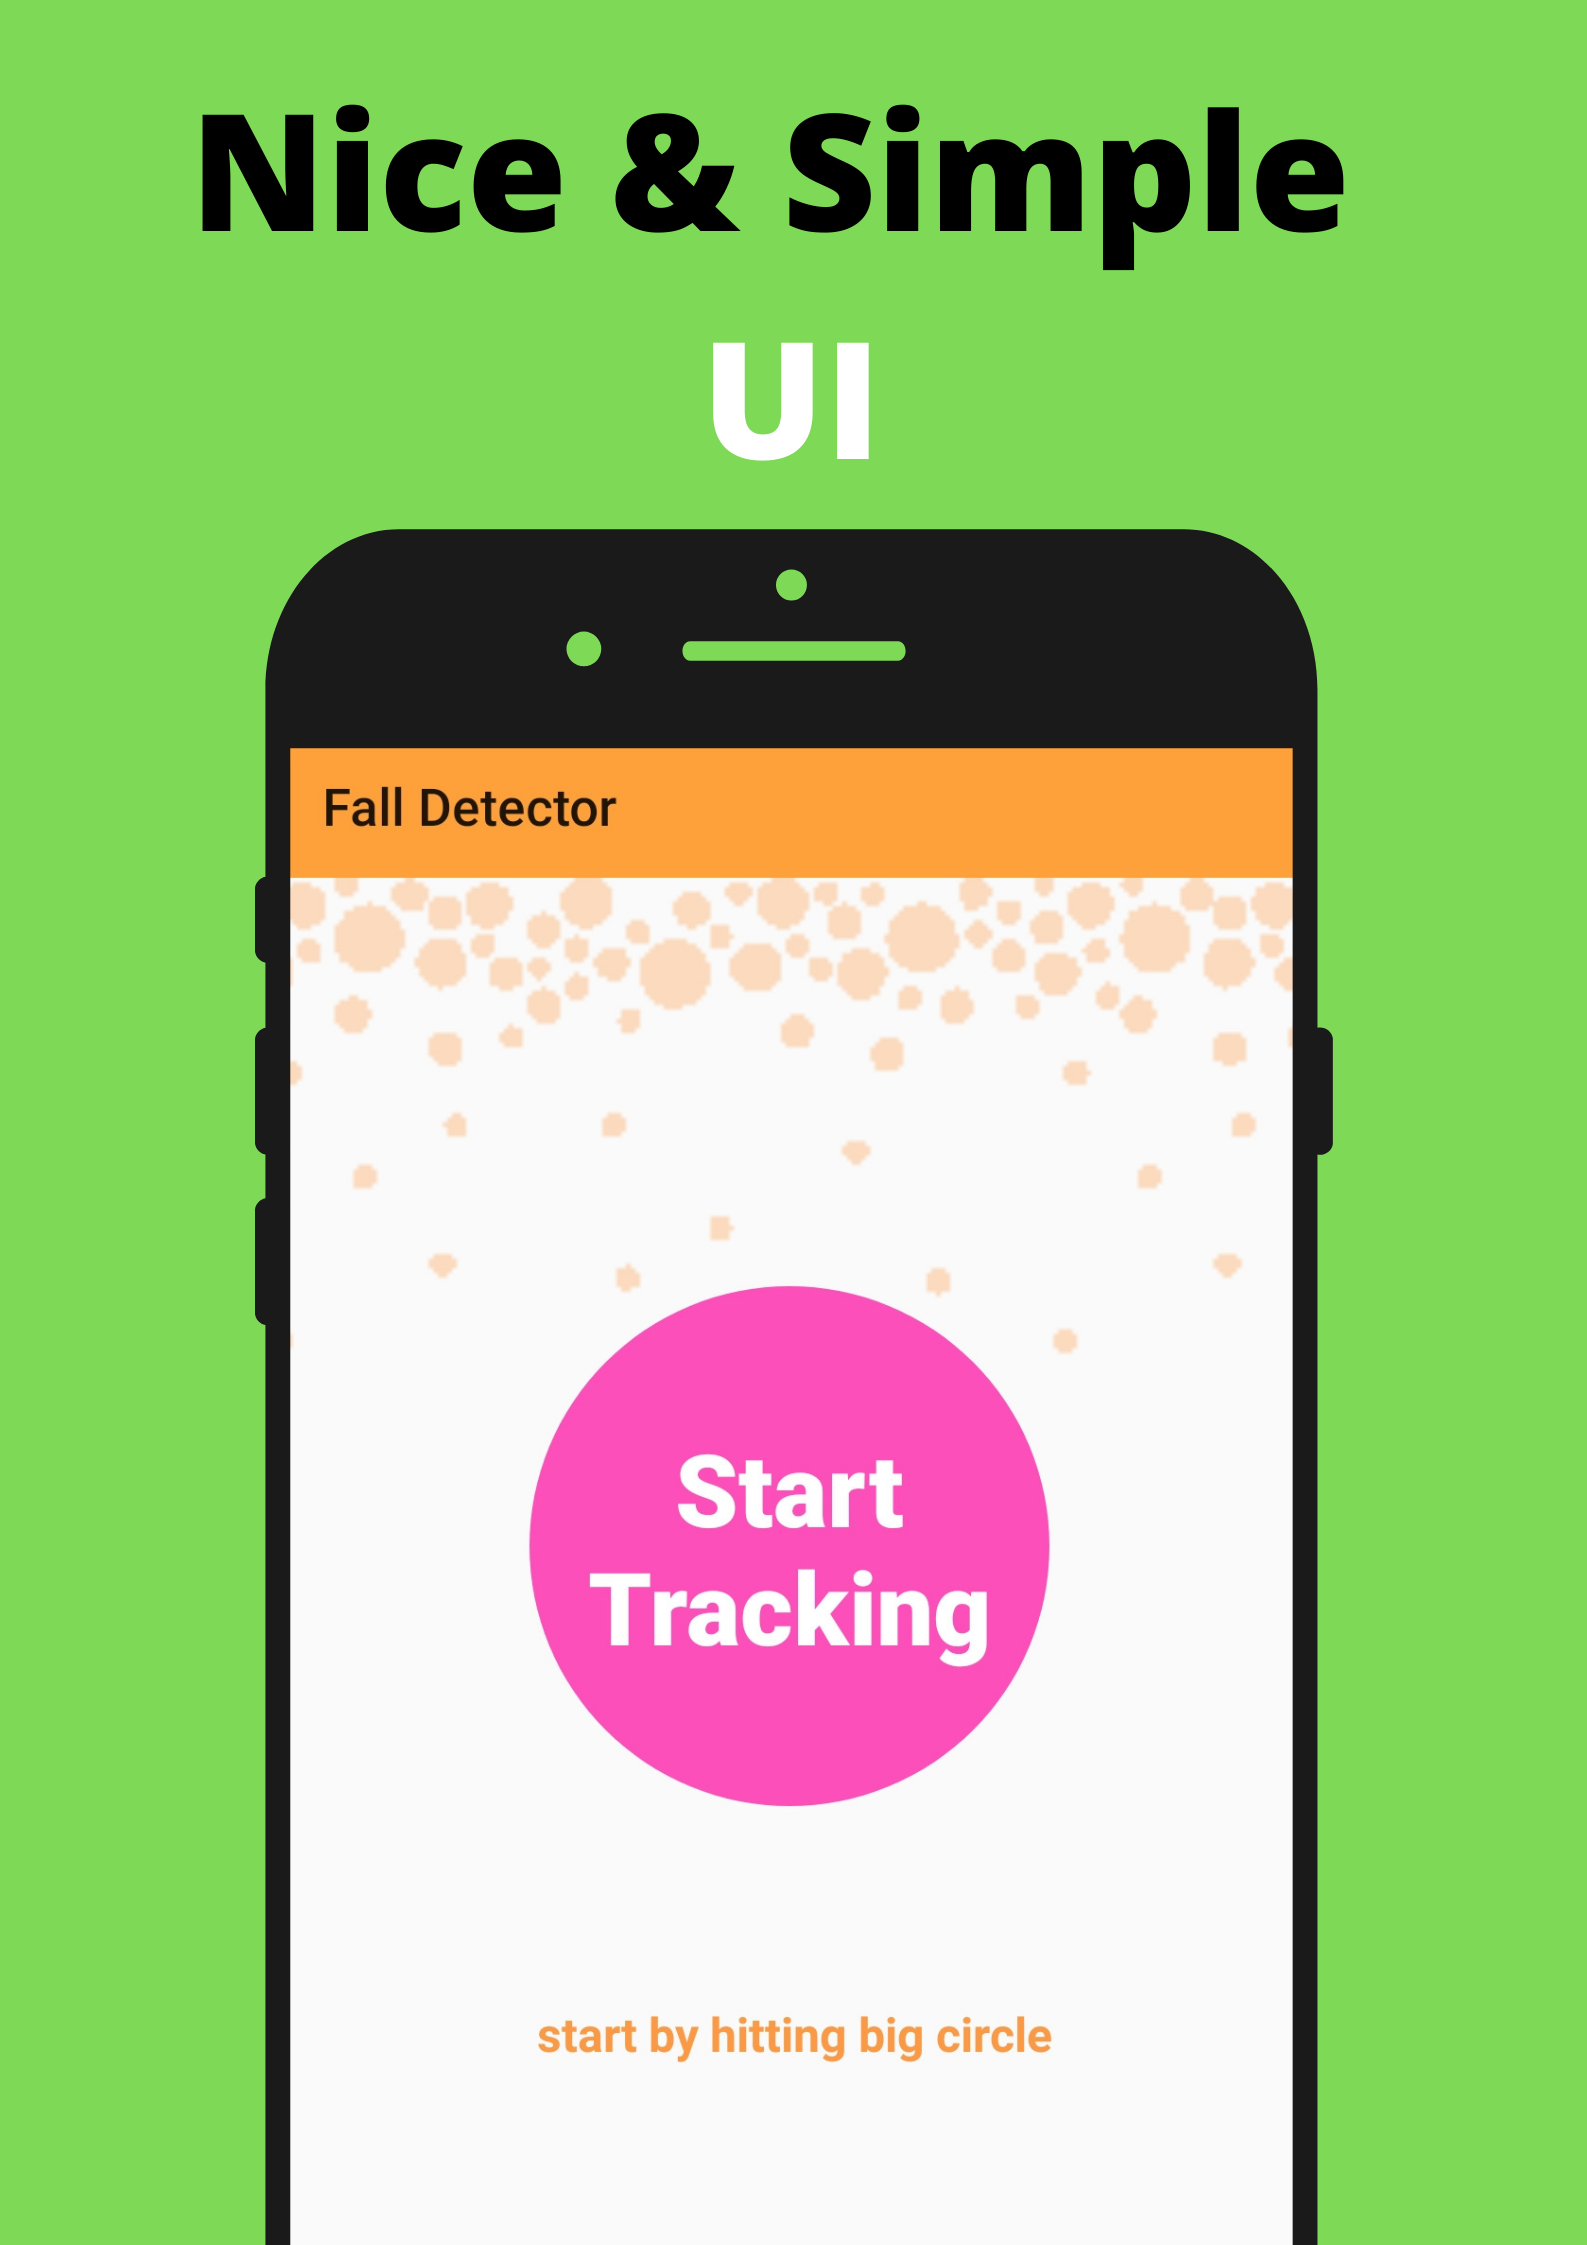 Nice & Simple
UI
Fall Detector
Start
Tracking
start by hitting big circle